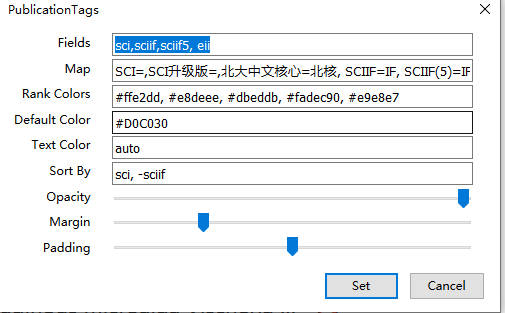 PublicationTags
Fields sci,sciif,sciif5, eii
Map SCI=,SCI升级版=,北大中文核心=北核, SCIIF=IF, SCIIF(5)=IF
Rank Colors #ffe2dd, #e8deee, #dbeddb, #fadec90, #e9e8e7
Default Color #D0C030
Text Color auto
Sort By sci, -sciif
Opacity
Margin
Padding
Set Cancel